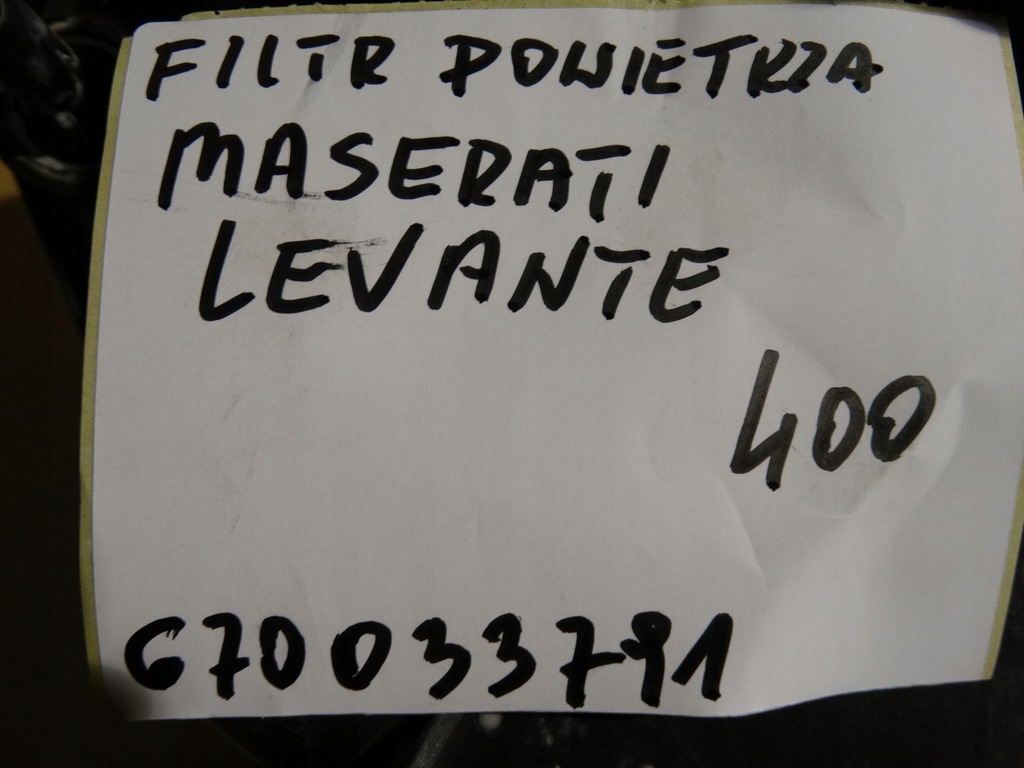 FILTR POWIETRZA
MASERATI
LEVANTE
400
670033791